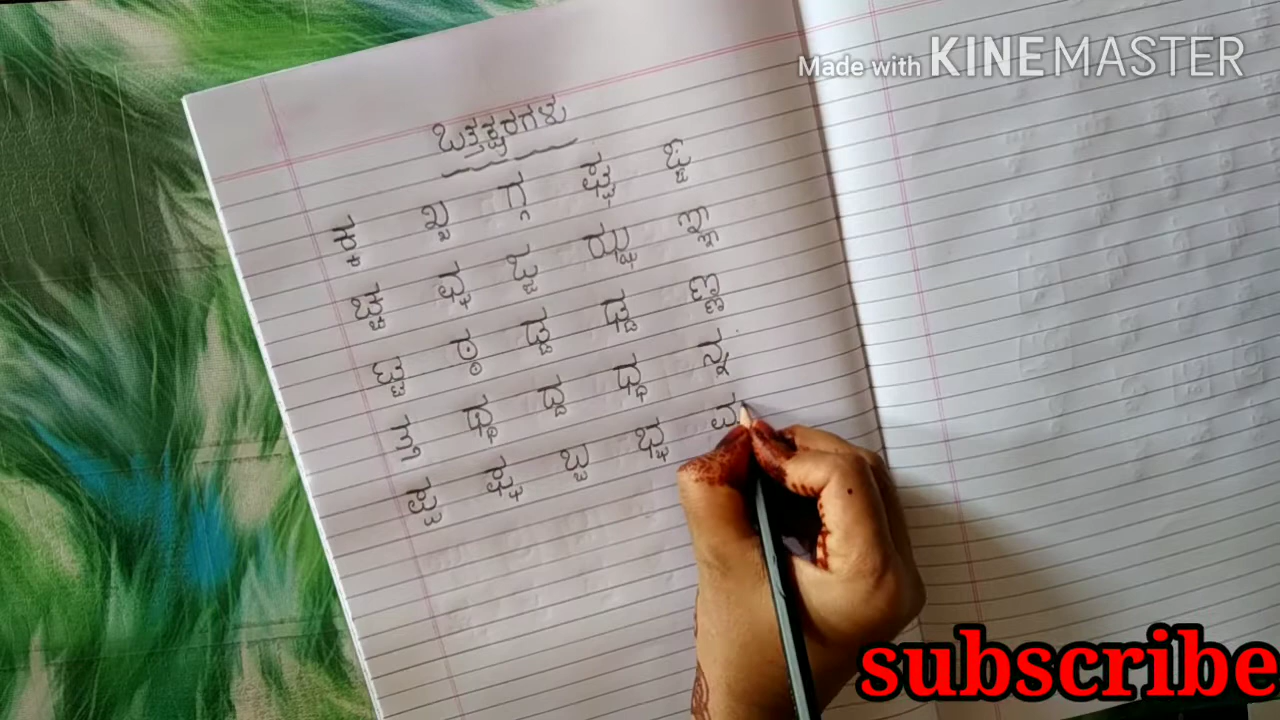 Made with KINEMASTER
ಒತ್ತಕ್ಷರಗಳು
ಕ್ಕ ಖ್ಖ ಗ್ಗ ಘ್ಘ ಙ್ಙ
ಚ್ಚ ಛ್ಛ ಜ್ಜ ಝ್ಝ ಞ್ಞ
ಟ್ಟ ಠ್ಠ ಡ್ಡ ಢ್ಢ ಣ್ಣ
ತ್ತ ಥ್ಥ ದ್ದ ಧ್ಧ ನ್ನ
ಪ್ಪ ಫ್ಫ ಬ್ಬ ಭ್ಭ
subscribe